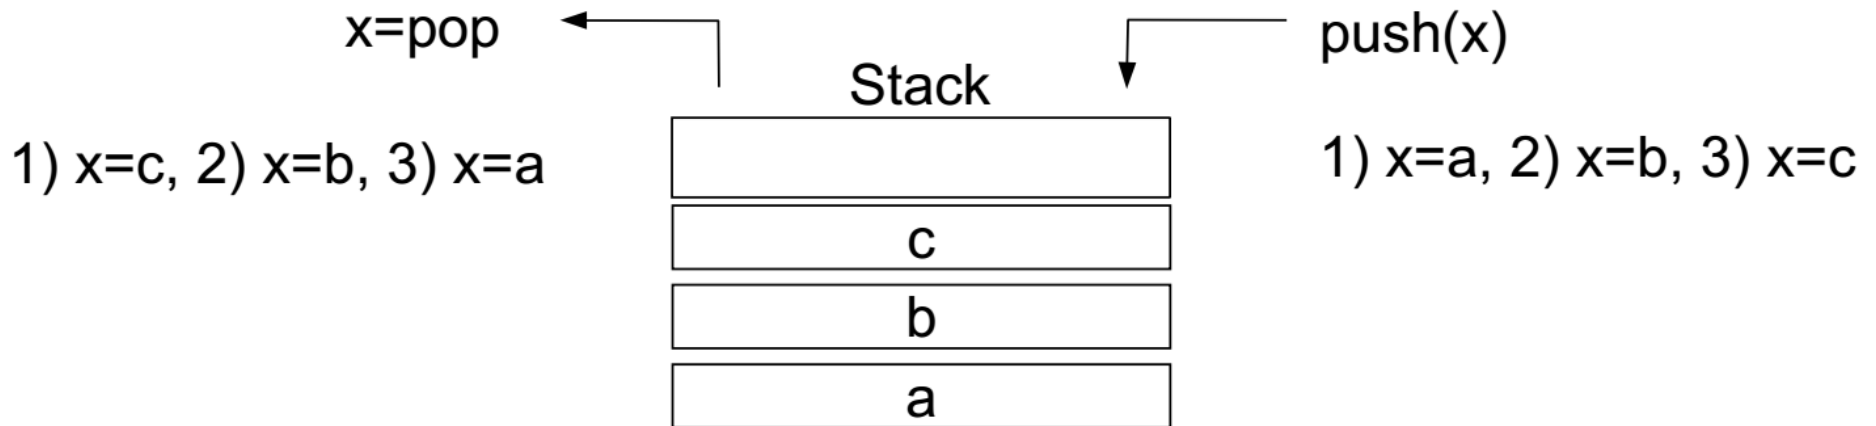 x=pop
push(x)
Stack
1) x=c, 2) x=b, 3) x=a
1) x=a, 2) x=b, 3) x=c
c
b
a